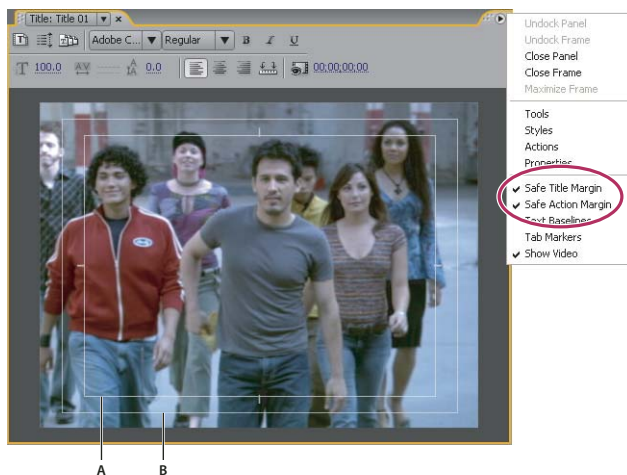 Title: Title 01
Adobe C... Regular B I U
100.0 0.0 00;00;00;00
Undock Panel
Undock Frame
Close Panel
Close Frame
Maximize Frame
Tools
Styles
Actions
Properties
Safe Title Margin
Safe Action Margin
Text Baselines
Tab Markers
Show Video
A B